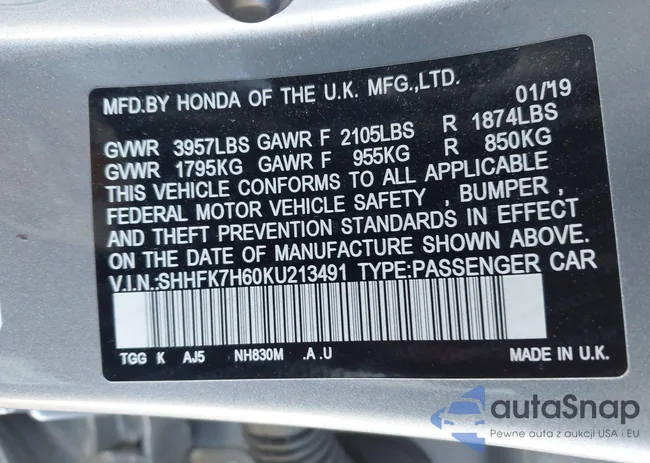 MFD.BY HONDA OF THE U.K. MFG.,LTD. 01/19
GVWR 3957LBS GAWR F 2105LBS R 1874LBS
GVWR 1795KG GAWR F 955KG R 850KG
THIS VEHICLE CONFORMS TO ALL APPLICABLE
FEDERAL MOTOR VEHICLE SAFETY , BUMPER ,
AND THEFT PREVENTION STANDARDS IN EFFECT
ON THE DATE OF MANUFACTURE SHOWN ABOVE.
V.I.N.:SHHFK7H60KU213491 TYPE:PASSENGER CAR
TGG K AJ5 NH830M .A .U MADE IN U.K.
autaSnap
Pewne auta z aukcji USA i EU